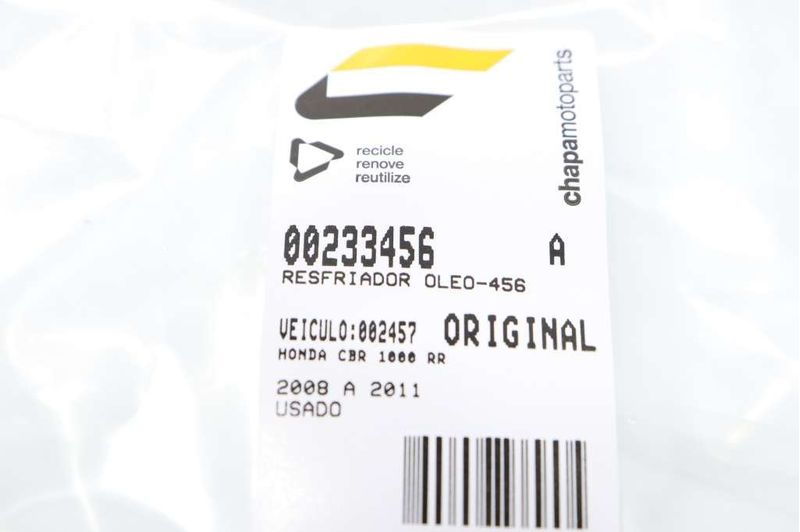 chapamotoparts
recicle
renove
reutilize
00233456 A
RESFRIADOR OLEO-456
VEICULO:002457 ORIGINAL
HONDA CBR 1000 RR
2008 A 2011
USADO